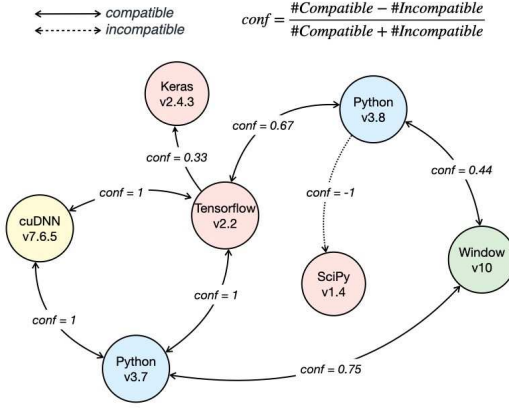 compatible
incompatible
conf = #Compatible − #Incompatible
#Compatible + #Incompatible
Keras
v2.4.3
Python
v3.8
conf = 0.67
conf = 0.33
conf = 0.44
conf = 1
conf = -1
cuDNN
v7.6.5
Tensorflow
v2.2
Window
v10
SciPy
v1.4
conf = 1
conf = 1
Python
v3.7
conf = 0.75